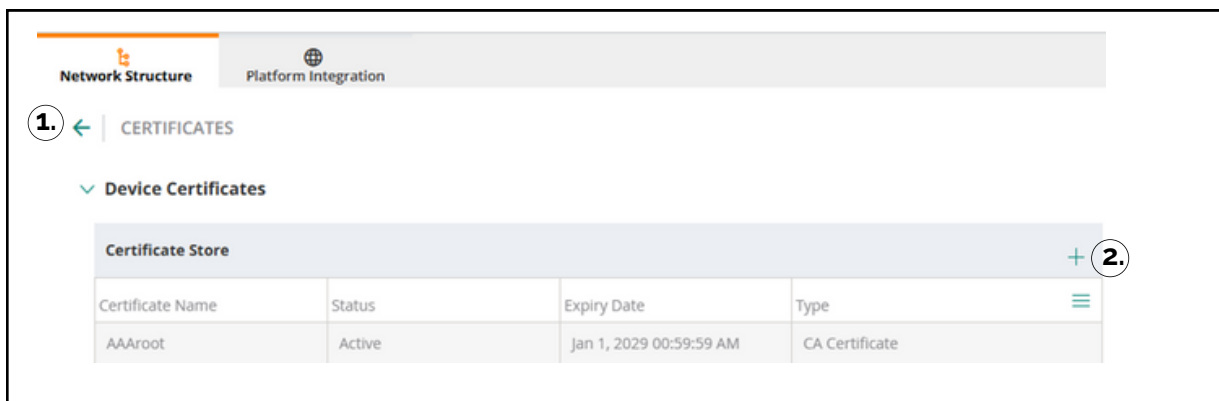 Network Structure
Platform Integration
1.
CERTIFICATES
Device Certificates
Certificate Store
2.
Certificate Name Status Expiry Date Type
AAAroot Active Jan 1, 2029 00:59:59 AM CA Certificate